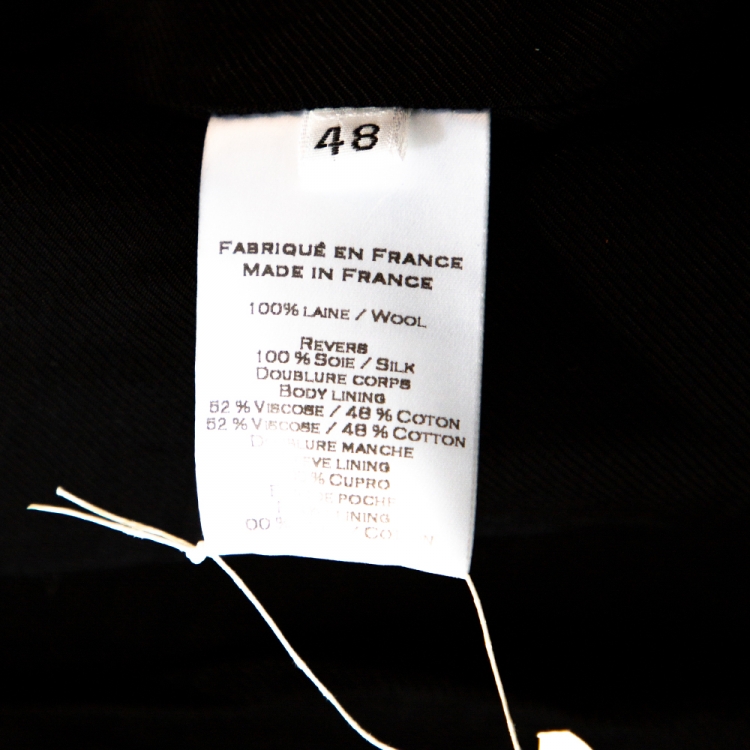 48
FABRIQUÉ EN FRANCE
MADE IN FRANCE
100% LAINE / WOOL
REVERS
100 % SOIE / SILK
DOUBLURE CORPS
BODY LINING
52 % VISCOSE / 48 % COTON
52 % VISCOSE / 48 % COTTON
MANCHE
LINING
% CUPRO
POCHE